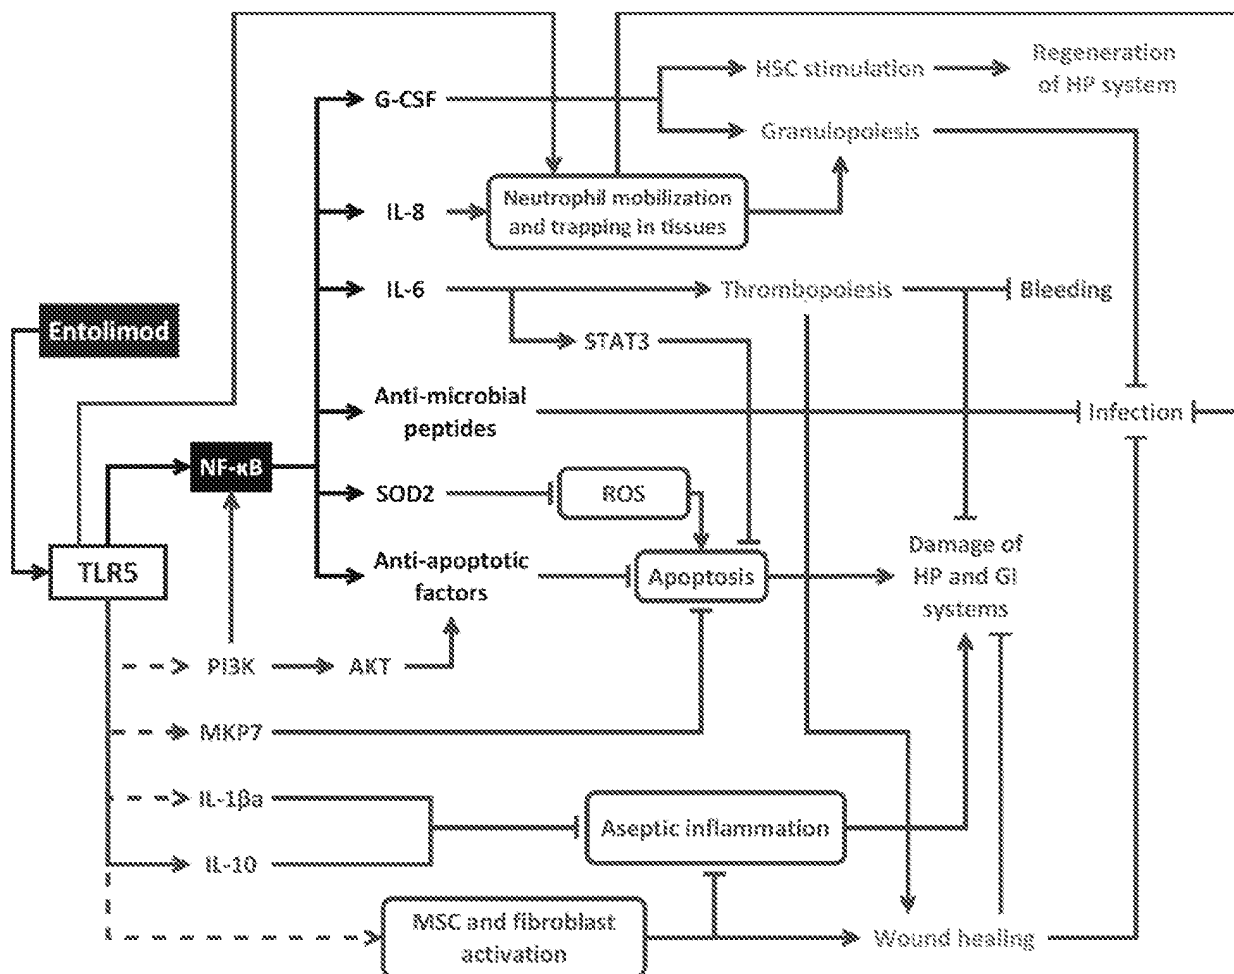 Regeneration
of HP system
HSC stimulation
G-CSF
Granulopoiesis
Neutrophil mobilization
and trapping in tissues
IL-8
IL-6
Thrombopoiesis
Bleeding
Entolimod
STAT3
Anti-microbial
peptides
Infection
NF-κB
SOD2
ROS
TLR5
Anti-apoptotic
factors
Apoptosis
Damage of
HP and GI
systems
PI3K
AKT
MKP7
IL-1βa
Aseptic inflammation
IL-10
MSC and fibroblast
activation
Wound healing